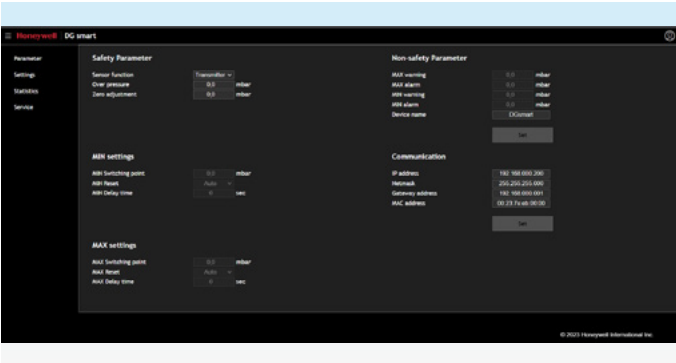 Honeywell DG smart
Parameter
Settings
Statistics
Service
Safety Parameter
Sensor function Transmitter
Over pressure 0,0 mbar
Zero adjustment 0,0 mbar
MIN settings
MIN Switching point 0,0 mbar
MIN Reset Auto
MIN Delay time 0 sec
MAX settings
MAX Switching point 0,0 mbar
MAX Reset Auto
MAX Delay time 0 sec
Non-safety Parameter
MAX warning 0,0 mbar
MAX alarm 0,0 mbar
MIN warning 0,0 mbar
MIN alarm 0,0 mbar
Device name DGsmart
Set
Communication
IP address 192.168.000.200
Netmask 255.255.255.000
Gateway address 192.168.000.001
MAC address
Set
© 2023 Honeywell International Inc.